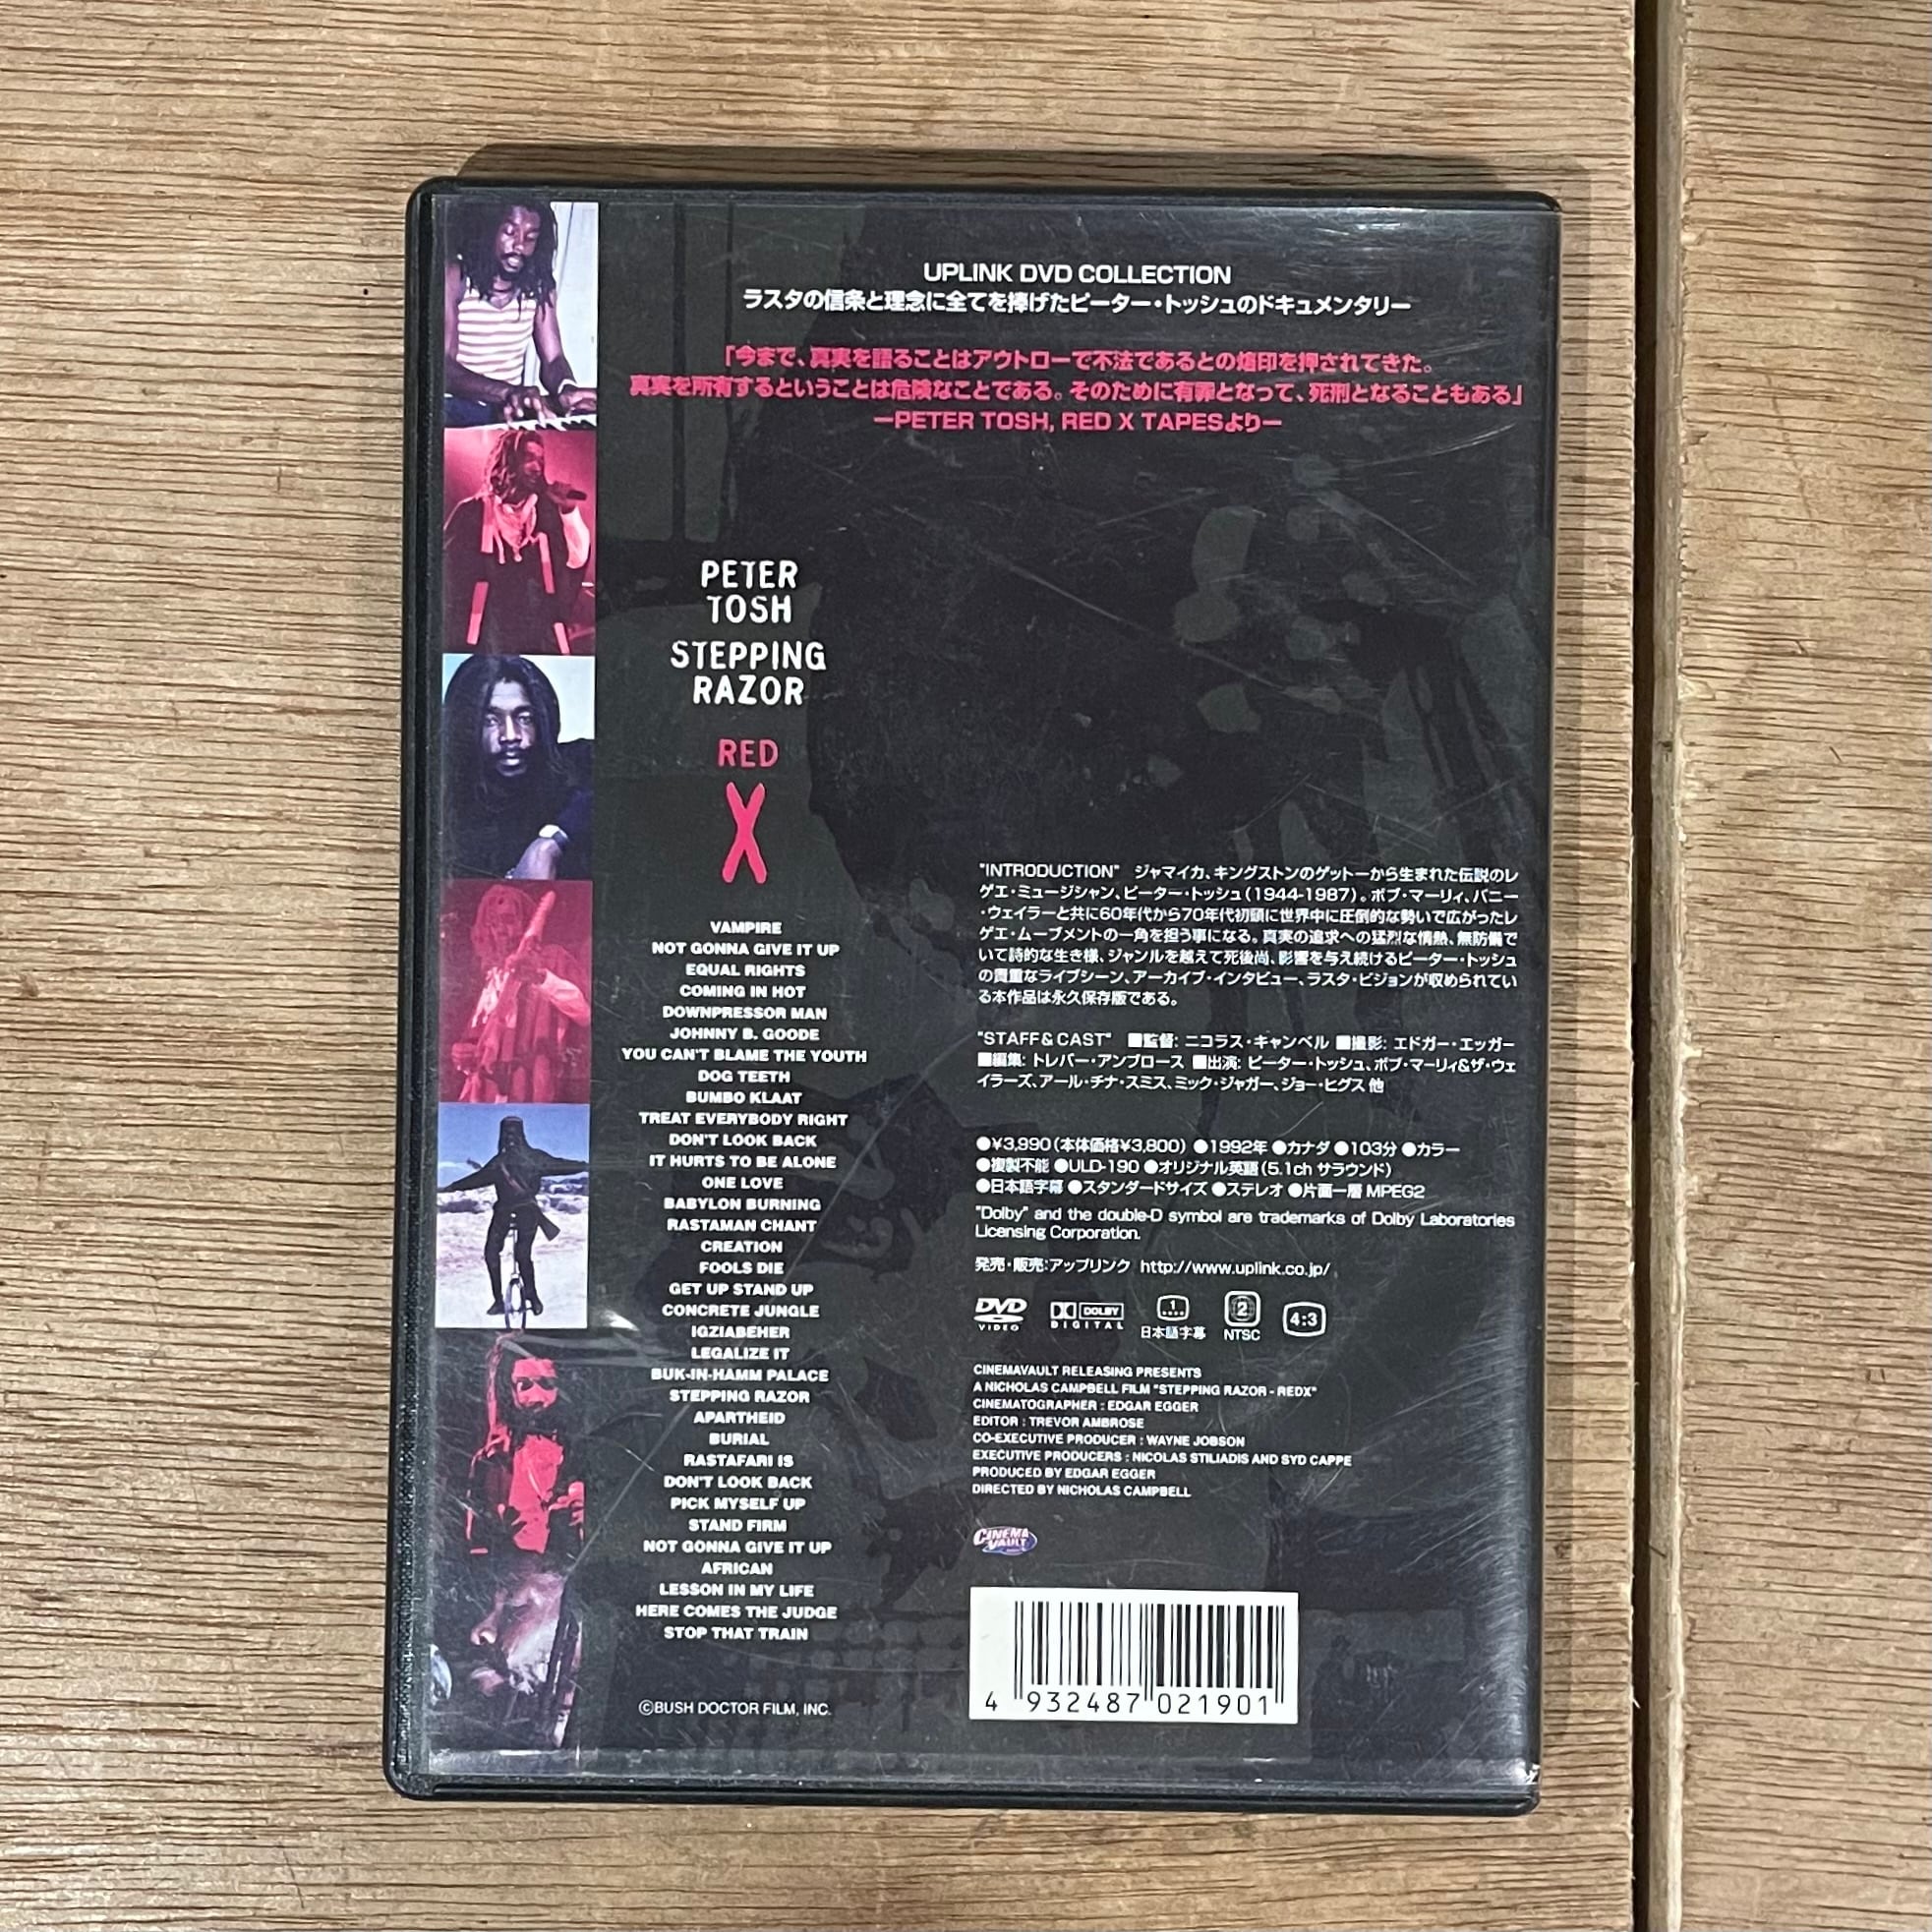 UPLINK DVD COLLECTION
ラスタの信条と理念に全てを捧げたピーター・トッシュのドキュメンタリー
「今まで、真実を語ることはアウトローで不法であるとの烙印を押されてきた。
真実を所有するということは危険なことである。そのために有罪となって、死刑となることもある」
ーPETER TOSH, RED X TAPESよりー
PETER
TOSH
STEPPING
RAZOR
RED
X
VAMPIRE
NOT GONNA GIVE IT UP
EQUAL RIGHTS
COMING IN HOT
DOWNPRESSOR MAN
JOHNNY B. GOODE
YOU CAN'T BLAME THE YOUTH
DOG TEETH
BUMBO KLAAT
TREAT EVERYBODY RIGHT
DON'T LOOK BACK
IT HURTS TO BE ALONE
ONE LOVE
BABYLON BURNING
RASTAMAN CHANT
CREATION
FOOLS DIE
GET UP STAND UP
CONCRETE JUNGLE
IGZIABEHER
LEGALIZE IT
BUK-IN-HAMM PALACE
STEPPING RAZOR
APARTHEID
BURIAL
RASTAFARI IS
DON'T LOOK BACK
PICK MYSELF UP
STAND FIRM
NOT GONNA GIVE IT UP
AFRICAN
LESSON IN MY LIFE
HERE COMES THE JUDGE
STOP THAT TRAIN
©BUSH DOCTOR FILM, INC.
"INTRODUCTION" ジャマイカ、キングストンのゲットーから生まれた伝説のレ
ゲエ・ミュージシャン、ピーター・トッシュ(1944-1987)。ボブ・マーリィ、バニー
・ウェイラーと共に60年代から70年代初頭に世界中に圧倒的な勢いで広がったレ
ゲエ・ムーブメントの一角を担う事になる。真実の追求への猛烈な情熱、無防備で
いて詩的な生き様、ジャンルを越えて死後尚、影響を与え続けるピーター・トッシュ
の貴重なライブシーン、アーカイブ・インタビュー、ラスタ・ビジョンが収められてい
る本作品は永久保存版である。
"STAFF & CAST" ■監督: ニコラス・キャンベル ■撮影: エドガー・エッガー
■編集: トレバー・アンブロース ■出演: ピーター・トッシュ、ボブ・マーリィ&ザ・ウェ
イラーズ、アール・チナ・スミス、ミック・ジャガー、ジョー・ヒグス 他
●¥3,990(本体価格¥3,800) ●1992年 ●カナダ ●103分 ●カラー
●複製不能 ●ULD-190 ●オリジナル英語(5.1ch サラウンド)
●日本語字幕 ●スタンダードサイズ ●ステレオ ●片面一層 MPEG2
"Dolby" and the double-D symbol are trademarks of Dolby Laboratories
Licensing Corporation.
発売・販売:アップリンク http://www.uplink.co.jp/
DVD VIDEO DOLBY DIGITAL 1 日本語字幕 2 NTSC 4:3
CINEMAVAULT RELEASING PRESENTS
A NICHOLAS CAMPBELL FILM "STEPPING RAZOR - REDX"
CINEMATOGRAPHER : EDGAR EGGER
EDITOR : TREVOR AMBROSE
CO-EXECUTIVE PRODUCER : WAYNE JOBSON
EXECUTIVE PRODUCERS : NICOLAS STILIADIS AND SYD CAPPE
PRODUCED BY EDGAR EGGER
DIRECTED BY NICHOLAS CAMPBELL
CINEMA
VAULT
4 932487 021901